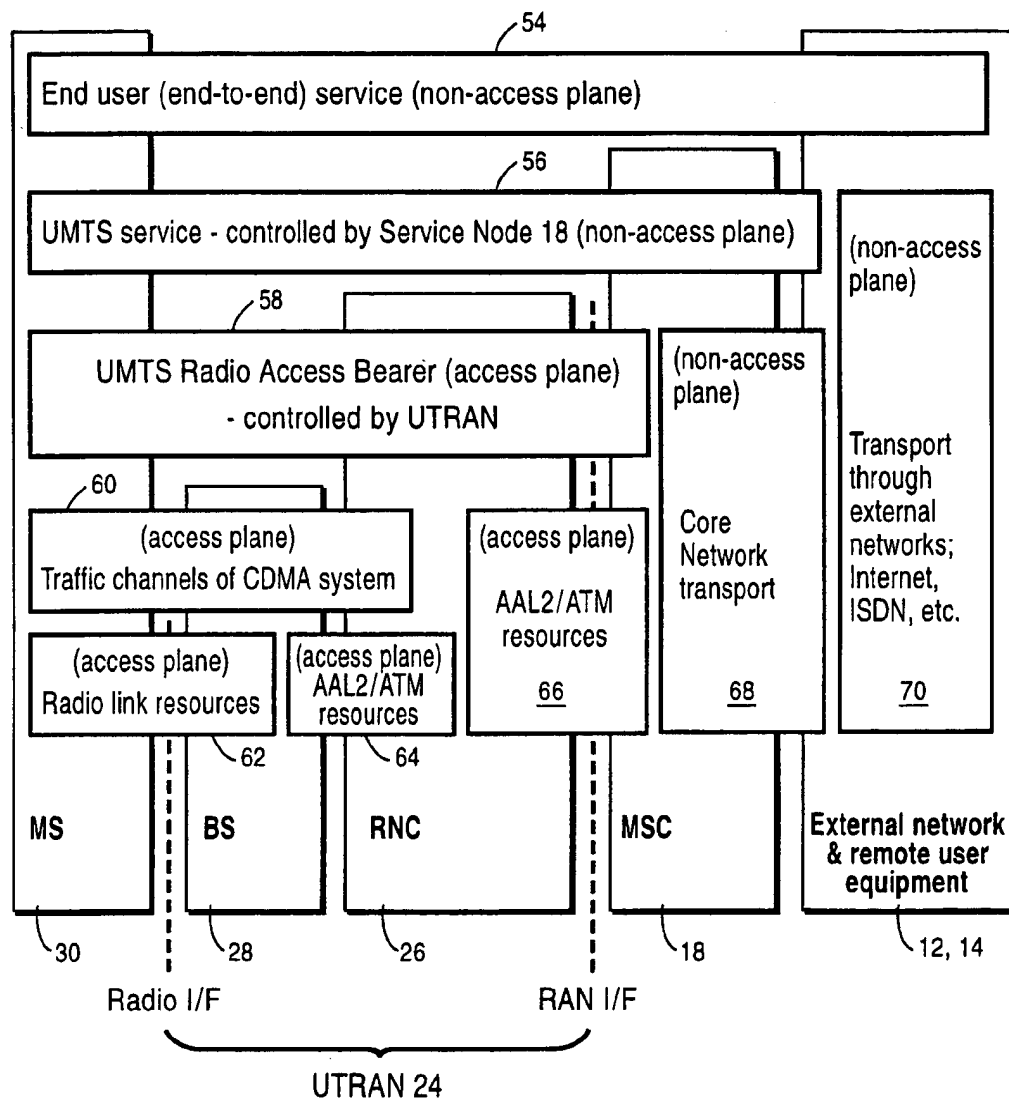 54
End user (end-to-end) service (non-access plane)
56
UMTS service - controlled by Service Node 18 (non-access plane)
(non-access
plane)
58
UMTS Radio Access Bearer (access plane)
- controlled by UTRAN
(non-access
plane)
Transport
through
external
networks;
Internet,
ISDN, etc.
60
(access plane)
Traffic channels of CDMA system
(access plane)
AAL2/ATM
resources
Core
Network
transport
(access plane)
Radio link resources
(access plane)
AAL2/ATM
resources
66
68
70
62
64
MS
BS
RNC
MSC
External network
& remote user
equipment
30
28
26
18
12, 14
Radio I/F
RAN I/F
UTRAN 24